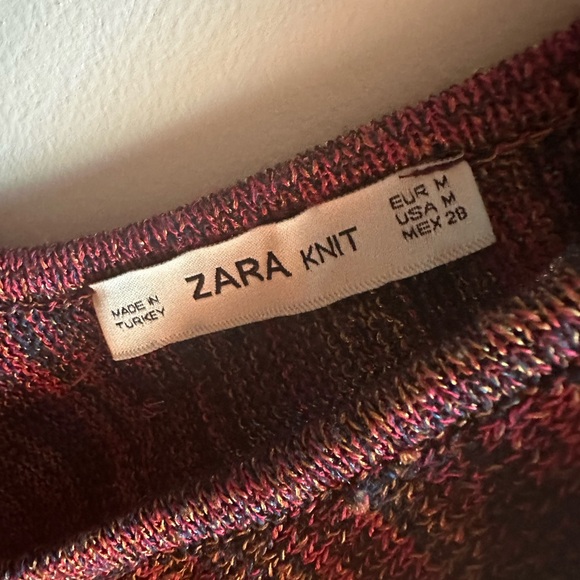 MADE IN
TURKEY
ZARA KNIT
EUR M
USA M
MEX 28